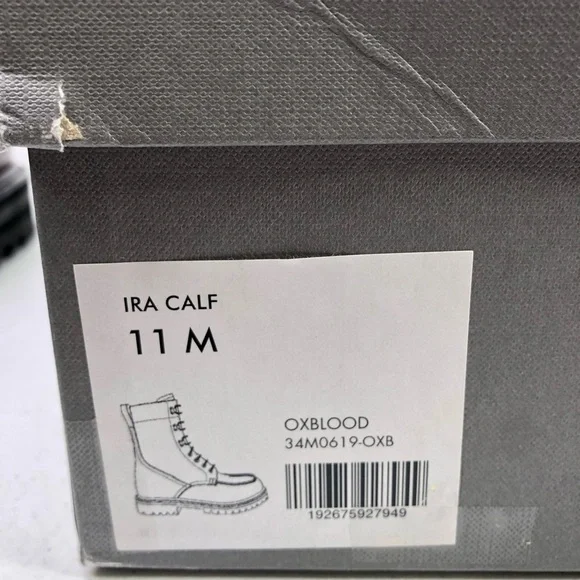 IRA CALF
11 M
OXBLOOD
34M0619-OXB
192675927949